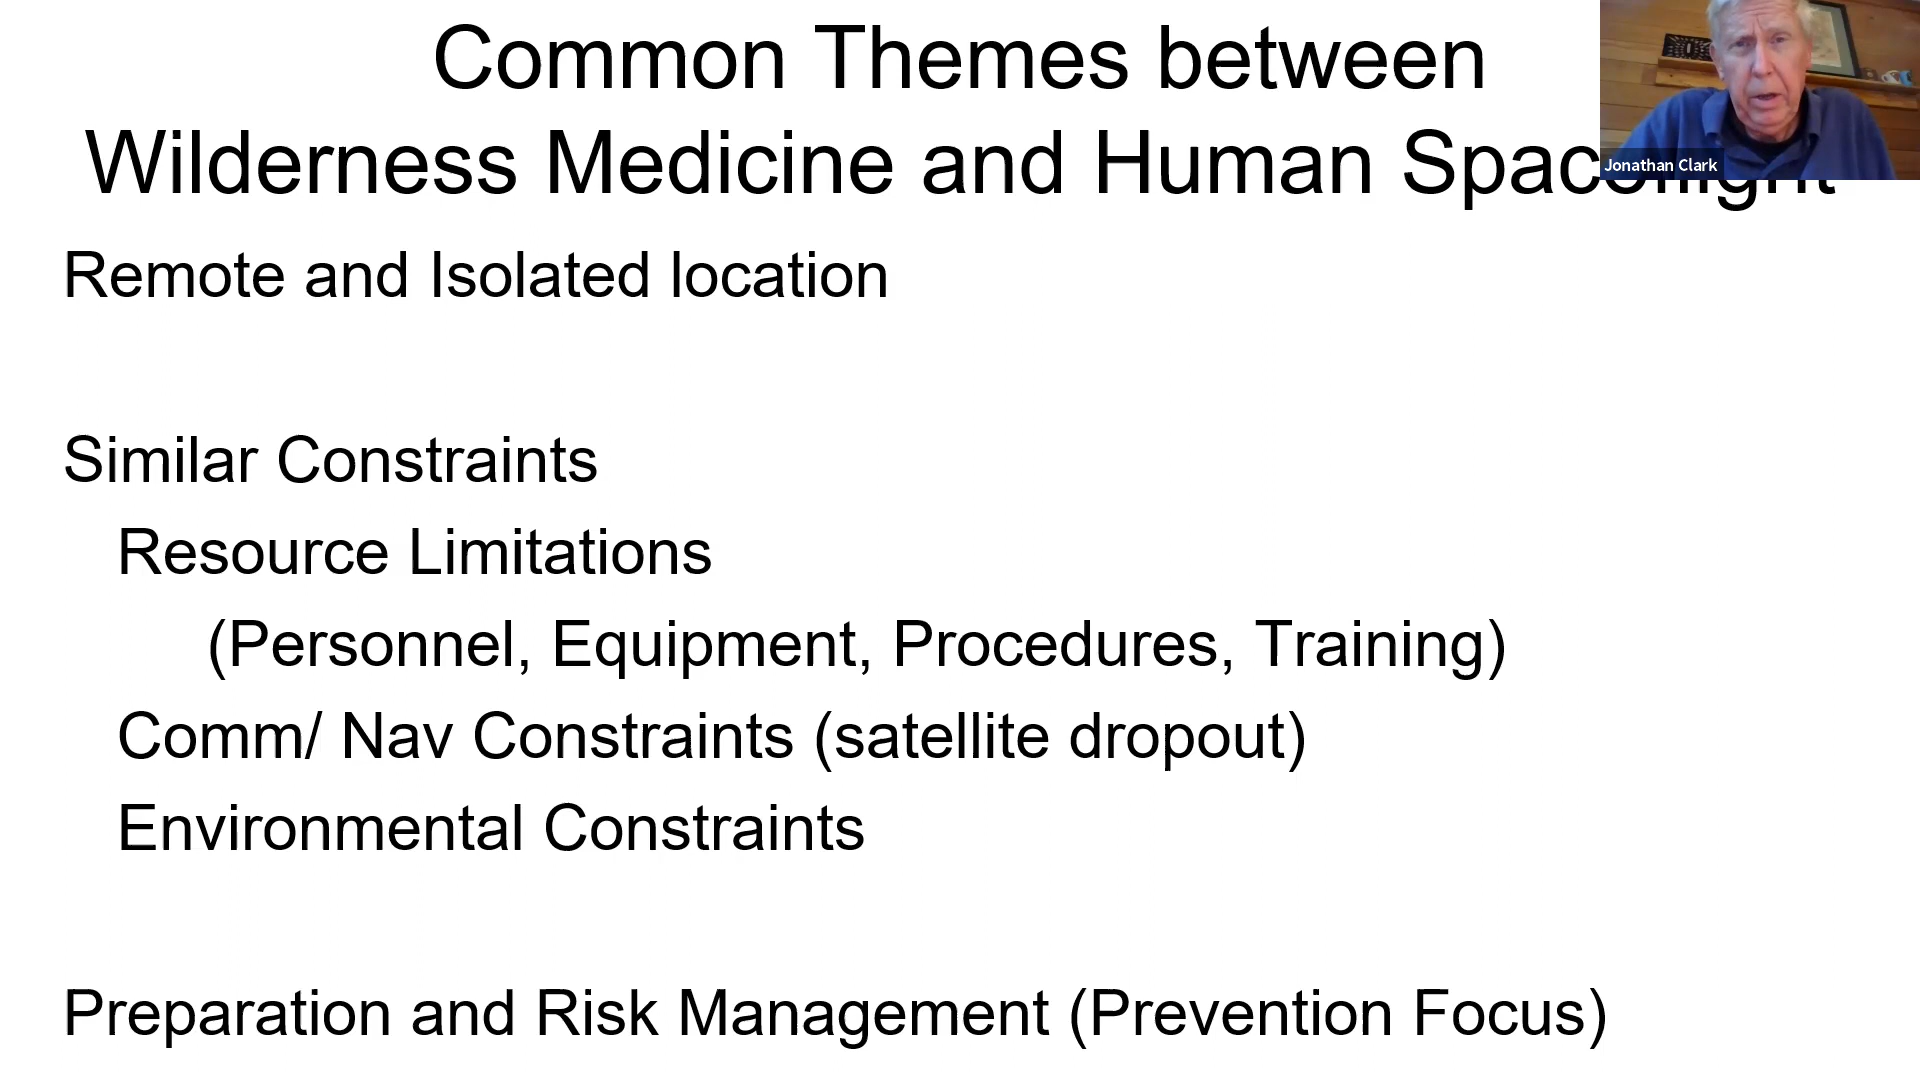 Common Themes between
Wilderness Medicine and Human Spaceflight
Jonathan Clark
Remote and Isolated location
Similar Constraints
Resource Limitations
(Personnel, Equipment, Procedures, Training)
Comm/ Nav Constraints (satellite dropout)
Environmental Constraints
Preparation and Risk Management (Prevention Focus)